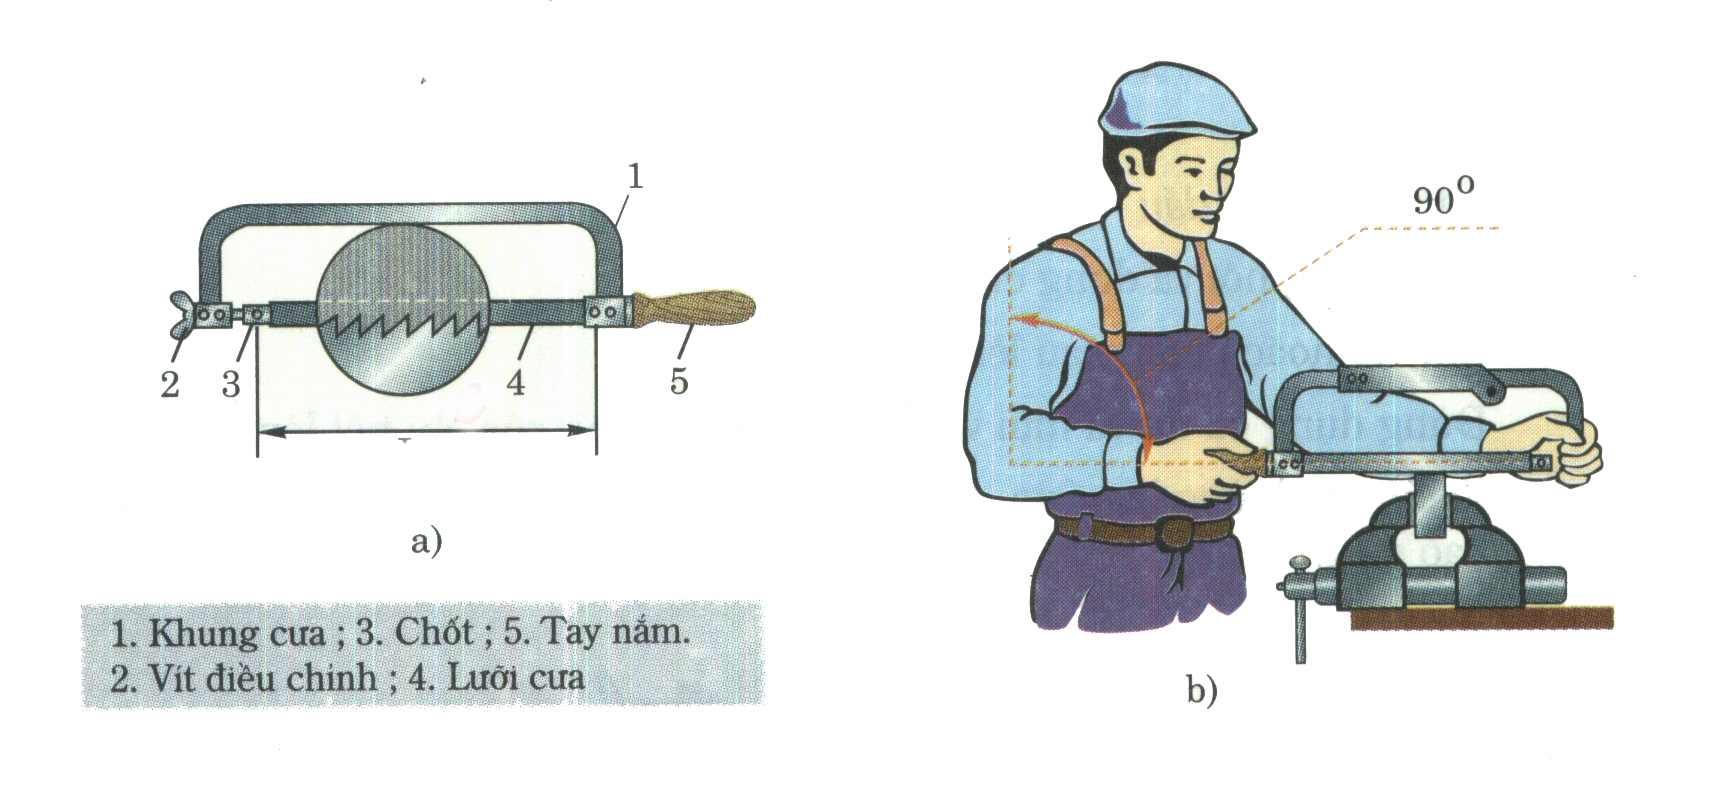 1
2
3
4
5
a)
1. Khung cưa ; 3. Chốt ; 5. Tay nắm.
2. Vít điều chỉnh ; 4. Lưỡi cưa
90°
b)